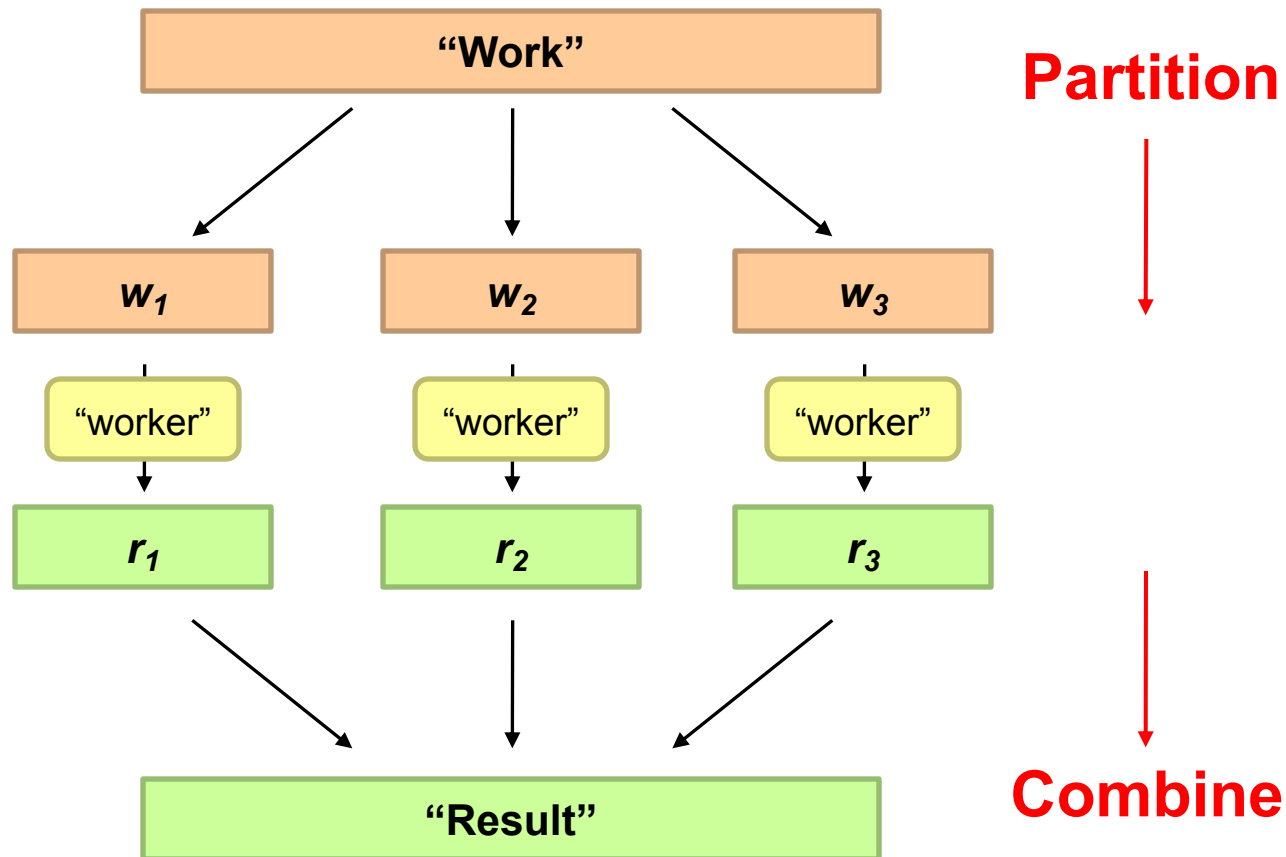 “Work”
Partition
w₁ w₂ w₃
“worker” “worker” “worker”
r₁ r₂ r₃
Combine
“Result”